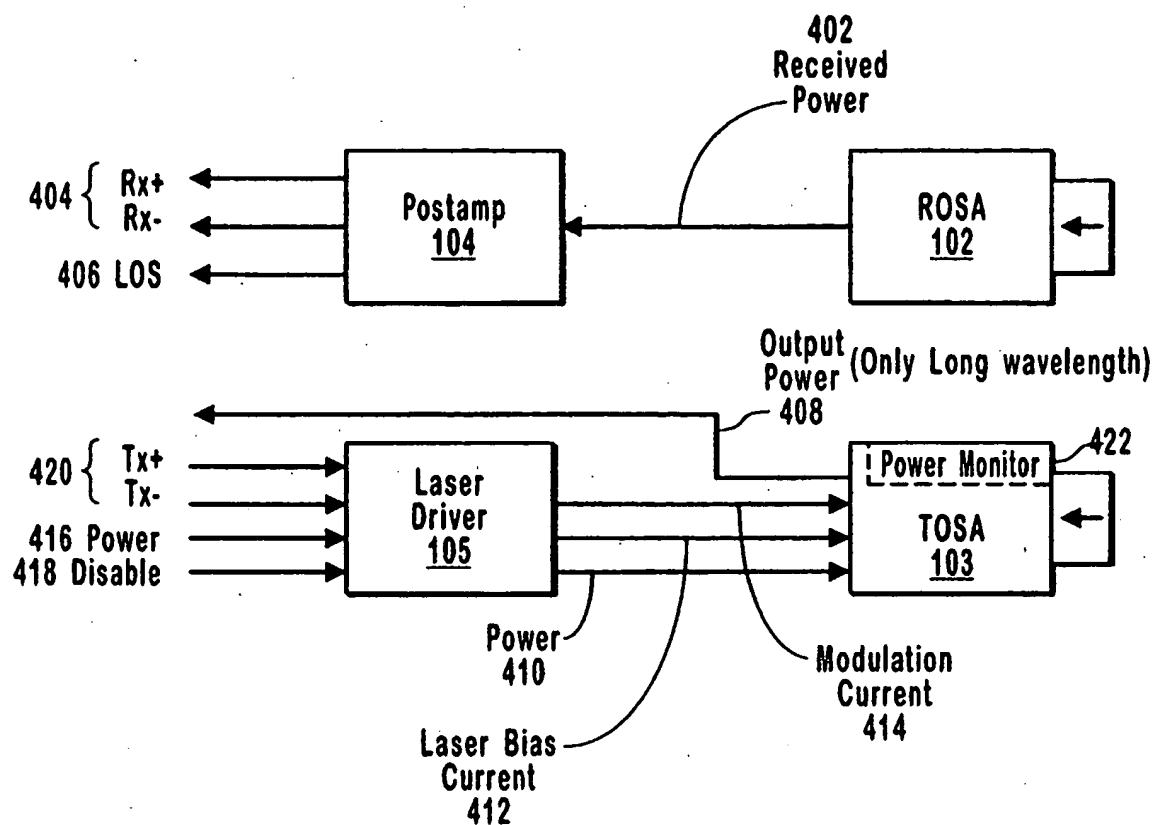 402
Received
Power
404 { Rx+
Rx-
406 LOS
Postamp
104
ROSA
102
Output
Power
408
(Only Long wavelength)
420 { Tx+
Tx-
416 Power
418 Disable
Laser
Driver
105
Power Monitor
422
TOSA
103
Power
410
Modulation
Current
414
Laser Bias
Current
412